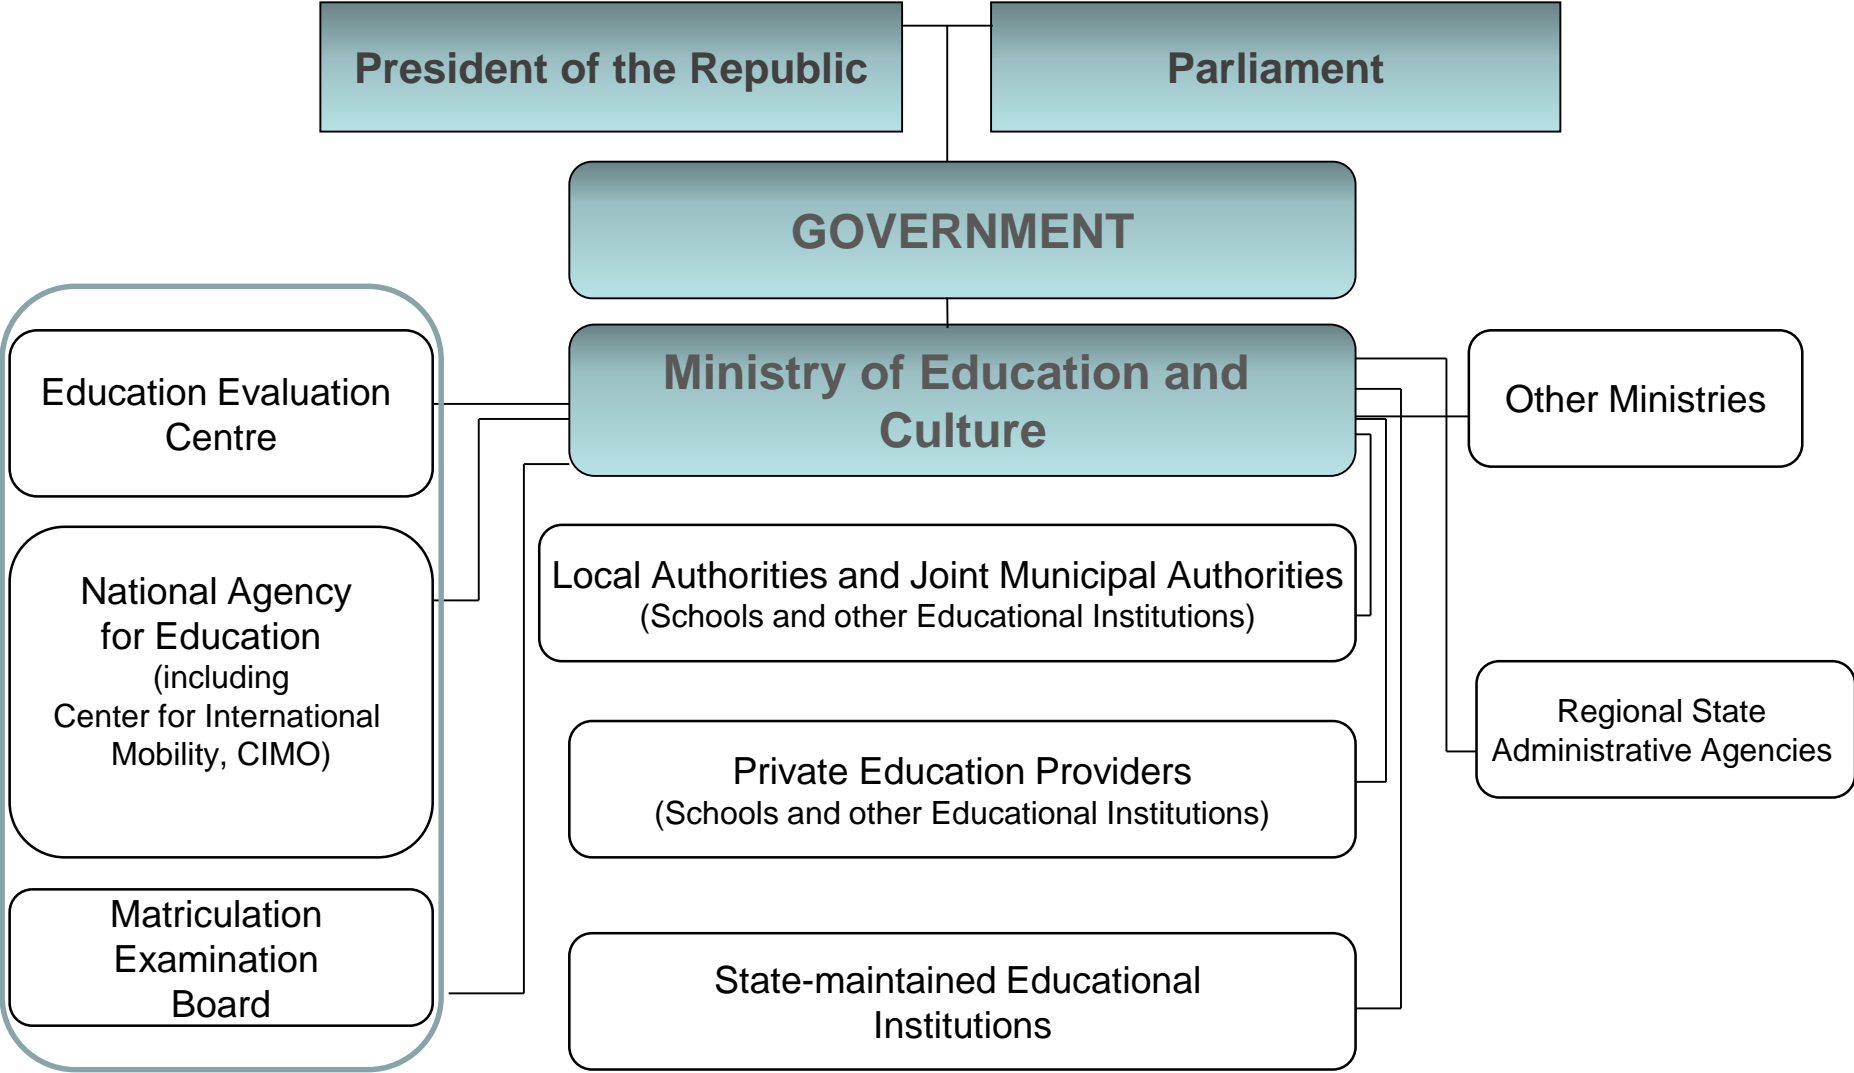 President of the Republic
Parliament
GOVERNMENT
Ministry of Education and
Culture
Education Evaluation
Centre
Other Ministries
National Agency
for Education
(including
Center for International
Mobility, CIMO)
Local Authorities and Joint Municipal Authorities
(Schools and other Educational Institutions)
Regional State
Administrative Agencies
Private Education Providers
(Schools and other Educational Institutions)
Matriculation
Examination
Board
State-maintained Educational
Institutions